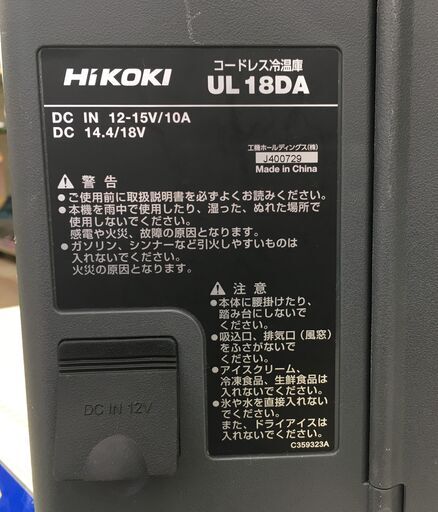 HiKOKI
コードレス冷温庫
UL 18DA
DC IN 12-15V/10A
DC 14.4/18V
工機ホールディングス(株)
J400729
Made in China
⚠ 警告
●ご使用前に取扱説明書を必ずよくお読みください。
●本機を雨中で使用したり、湿った、ぬれた場所で
使用しないでください。
感電や火災、故障の原因となります。
●ガソリン、シンナーなど引火しやすいものは
入れないでください。
火災の原因となります。
⚠ 注意
●本体に腰掛けたり、
踏み台にしないで
ください。
●吸込口、排気口(風窓)
をふさがないで
ください。
●アイスクリーム、
冷凍食品、生鮮食品は
入れないでください。
●氷や水を直接入れない
でください。
また、ドライアイスは
入れないでください。
C359323A
DC IN 12V